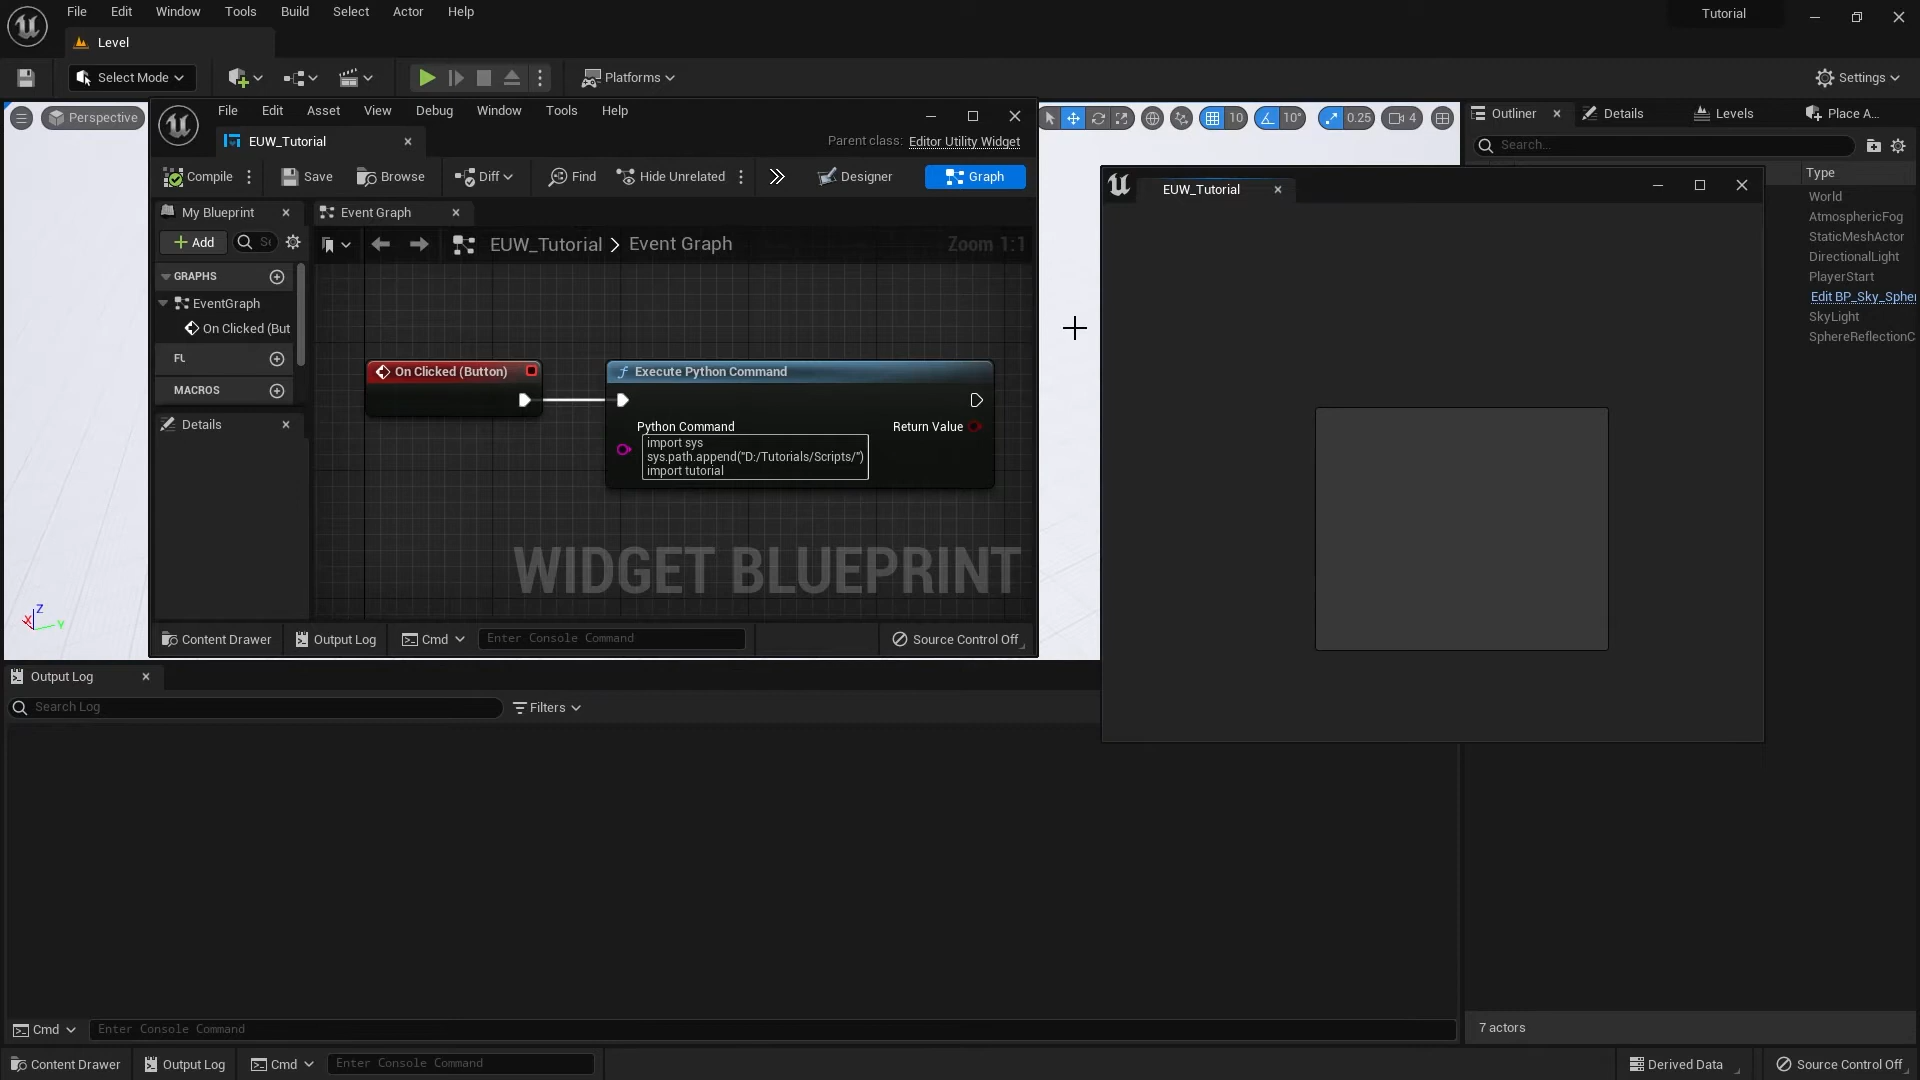 File Edit Window Tools Build Select Actor Help
Tutorial
Level
Select Mode
Platforms
Settings
Perspective
File Edit Asset View Debug Window Tools Help
EUW_Tutorial
Parent class: Editor Utility Widget
Compile Save Browse Diff Find Hide Unrelated Designer Graph
My Blueprint
Event Graph
Add
EUW_Tutorial > Event Graph
Zoom 1:1
GRAPHS
EventGraph
On Clicked (But
MACROS
Details
On Clicked (Button)
Execute Python Command
Python Command
Return Value
import sys
sys.path.append("D:/Tutorials/Scripts/")
import tutorial
WIDGET BLUEPRINT
Content Drawer Output Log Cmd Enter Console Command Source Control Off
10 10° 0.25 4
Outliner Details Levels Place A...
Search...
Type
World
AtmosphericFog
StaticMeshActor
DirectionalLight
PlayerStart
Edit BP_Sky_Spher
SkyLight
SphereReflectionC
EUW_Tutorial
Output Log
Search Log
Filters
Cmd Enter Console Command
7 actors
Content Drawer Output Log Cmd Enter Console Command Derived Data Source Control Off
X Y Z